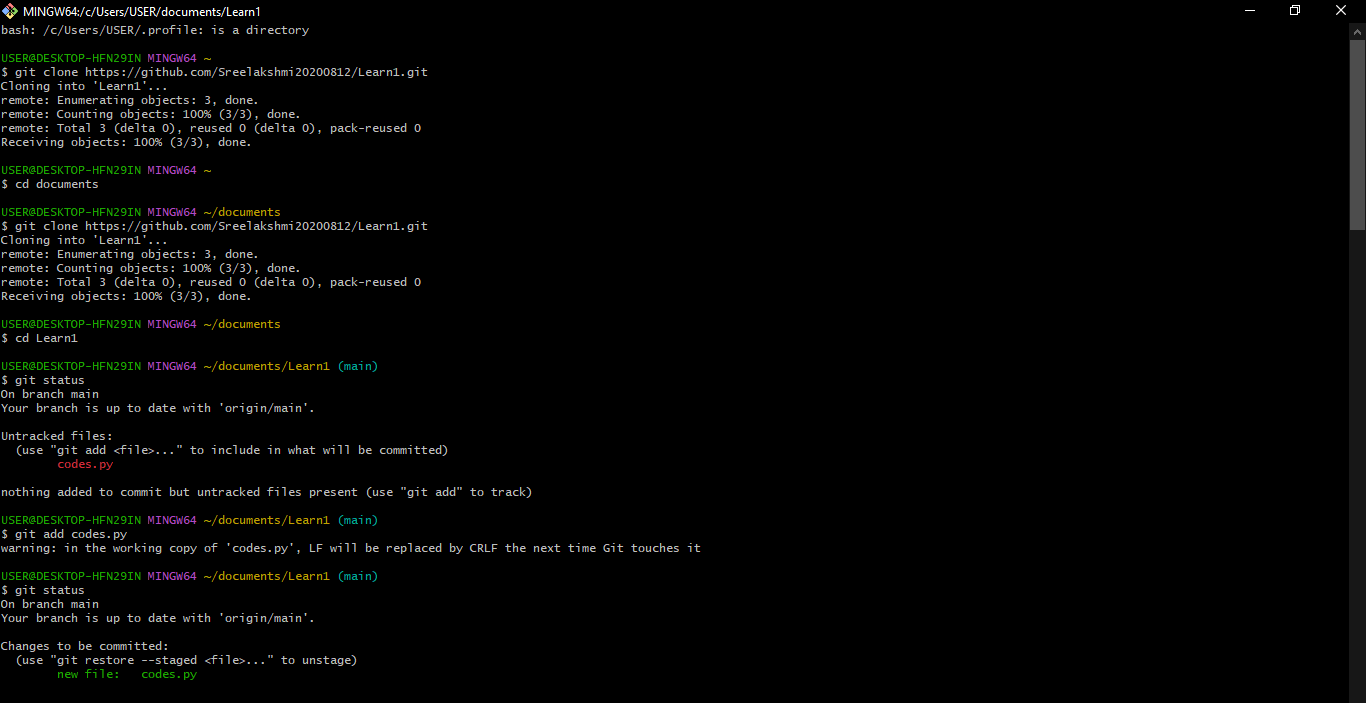 MINGW64:/c/Users/USER/documents/Learn1
bash: /c/Users/USER/.profile: is a directory
USER@DESKTOP-HFN29IN MINGW64 ~
$ git clone https://github.com/Sreelakshmi20200812/Learn1.git
Cloning into 'Learn1'...
remote: Enumerating objects: 3, done.
remote: Counting objects: 100% (3/3), done.
remote: Total 3 (delta 0), reused 0 (delta 0), pack-reused 0
Receiving objects: 100% (3/3), done.
USER@DESKTOP-HFN29IN MINGW64 ~
$ cd documents
USER@DESKTOP-HFN29IN MINGW64 ~/documents
$ git clone https://github.com/Sreelakshmi20200812/Learn1.git
Cloning into 'Learn1'...
remote: Enumerating objects: 3, done.
remote: Counting objects: 100% (3/3), done.
remote: Total 3 (delta 0), reused 0 (delta 0), pack-reused 0
Receiving objects: 100% (3/3), done.
USER@DESKTOP-HFN29IN MINGW64 ~/documents
$ cd Learn1
USER@DESKTOP-HFN29IN MINGW64 ~/documents/Learn1 (main)
$ git status
On branch main
Your branch is up to date with 'origin/main'.
Untracked files:
  (use "git add <file>..." to include in what will be committed)
        codes.py
nothing added to commit but untracked files present (use "git add" to track)
USER@DESKTOP-HFN29IN MINGW64 ~/documents/Learn1 (main)
$ git add codes.py
warning: in the working copy of 'codes.py', LF will be replaced by CRLF the next time Git touches it
USER@DESKTOP-HFN29IN MINGW64 ~/documents/Learn1 (main)
$ git status
On branch main
Your branch is up to date with 'origin/main'.
Changes to be committed:
  (use "git restore --staged <file>..." to unstage)
        new file:   codes.py